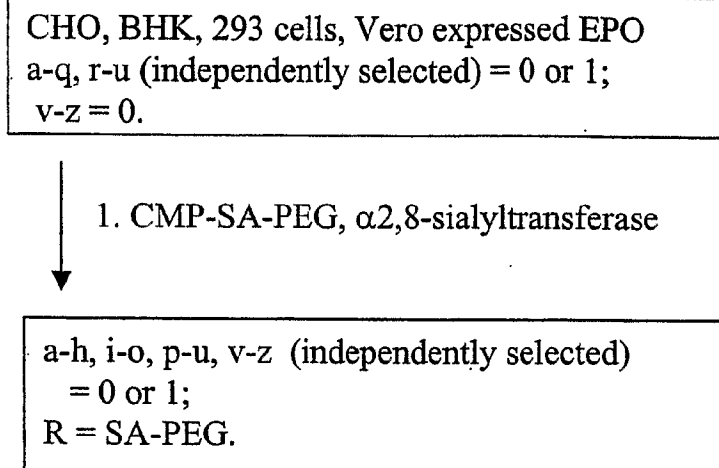 CHO, BHK, 293 cells, Vero expressed EPO
a-q, r-u (independently selected) = 0 or 1;
v-z = 0.
1. CMP-SA-PEG, α2,8-sialyltransferase
a-h, i-o, p-u, v-z (independently selected)
= 0 or 1;
R = SA-PEG.